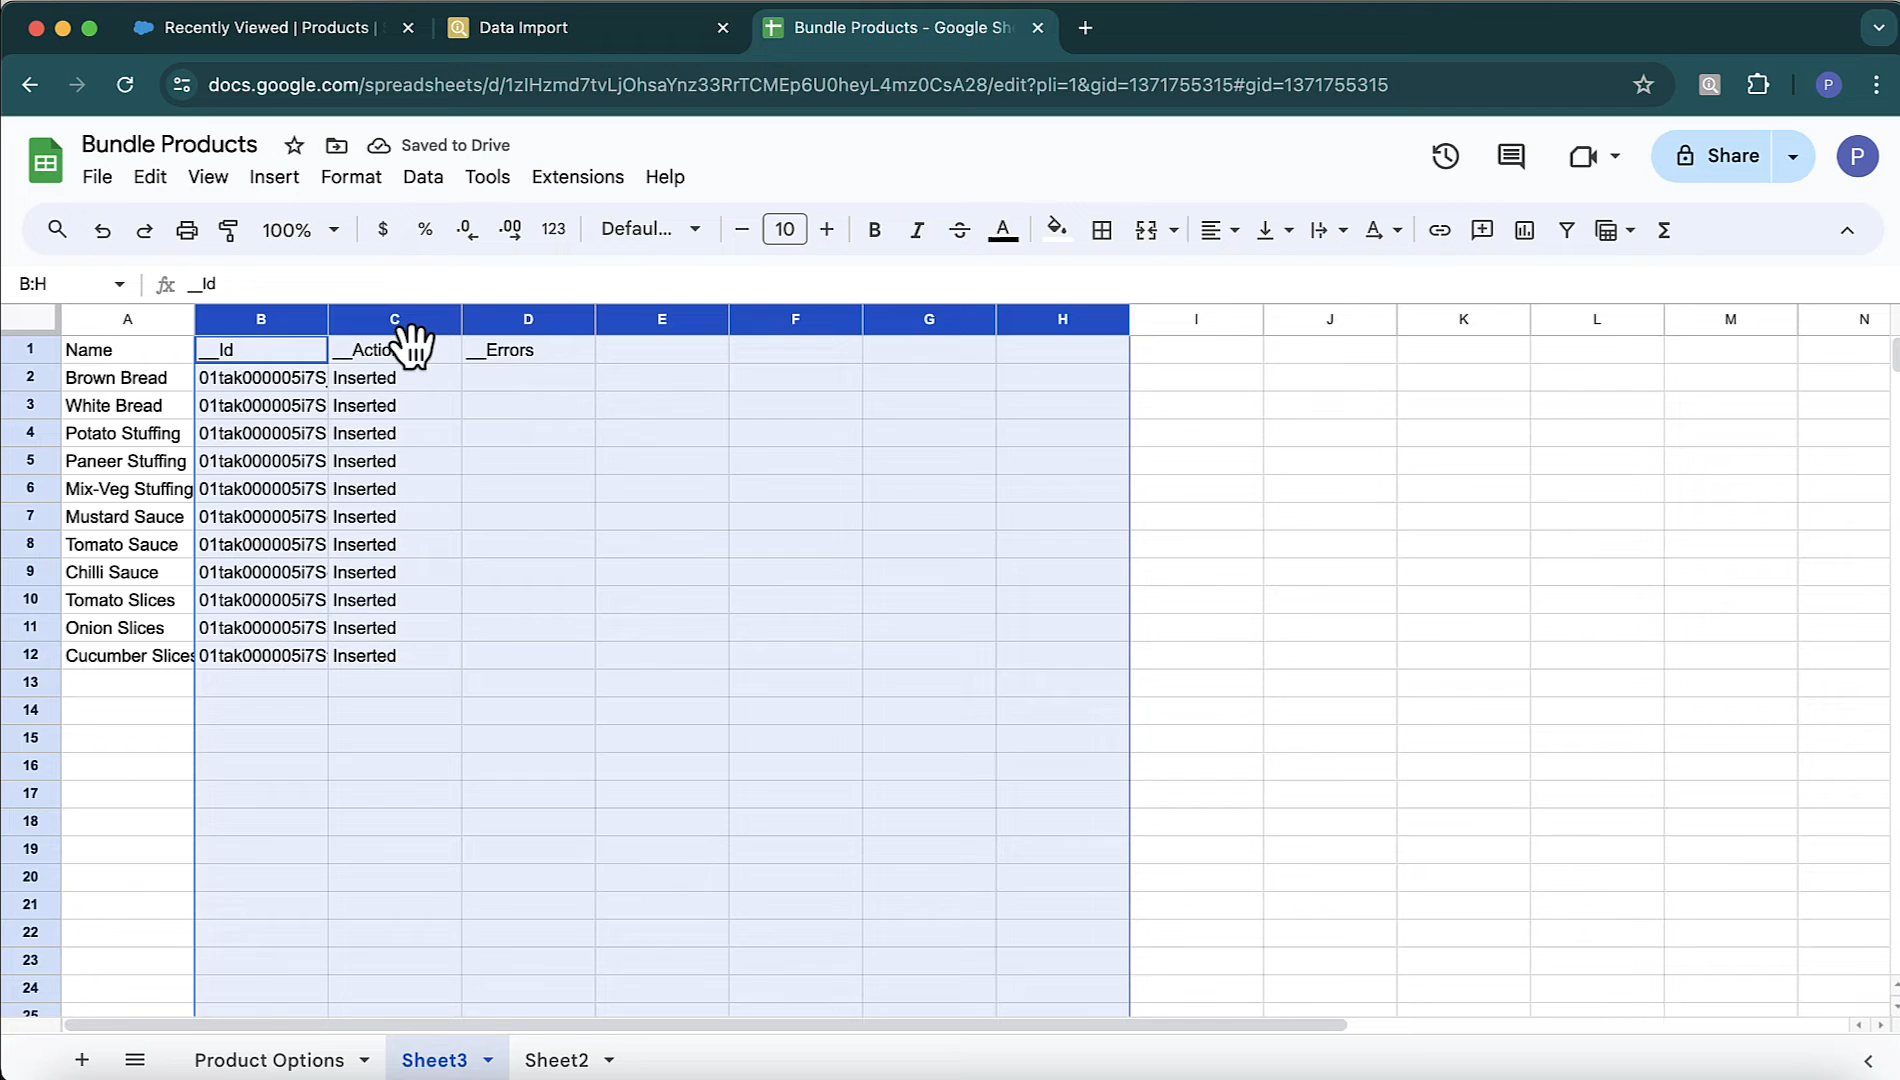 Recently Viewed | Products |
Data Import
Bundle Products - Google She
docs.google.com/spreadsheets/d/1zIHzmd7tvLjOhsaYnz33RrTCMEp6U0heyL4mz0CsA28/edit?pli=1&gid=1371755315#gid=1371755315
P
Bundle Products
Saved to Drive
Share
P
File Edit View Insert Format Data Tools Extensions Help
100% $ % .0 .00 123 Defaul... 10 B I A A
B:H fx __Id
A B C D E F G H I J K L M N
1 Name __Id __Actio __Errors
2 Brown Bread 01tak000005i7S Inserted
3 White Bread 01tak000005i7S Inserted
4 Potato Stuffing 01tak000005i7S Inserted
5 Paneer Stuffing 01tak000005i7S Inserted
6 Mix-Veg Stuffing 01tak000005i7S Inserted
7 Mustard Sauce 01tak000005i7S Inserted
8 Tomato Sauce 01tak000005i7S Inserted
9 Chilli Sauce 01tak000005i7S Inserted
10 Tomato Slices 01tak000005i7S Inserted
11 Onion Slices 01tak000005i7S Inserted
12 Cucumber Slices 01tak000005i7S Inserted
13
14
15
16
17
18
19
20
21
22
23
24
25
Product Options Sheet3 Sheet2